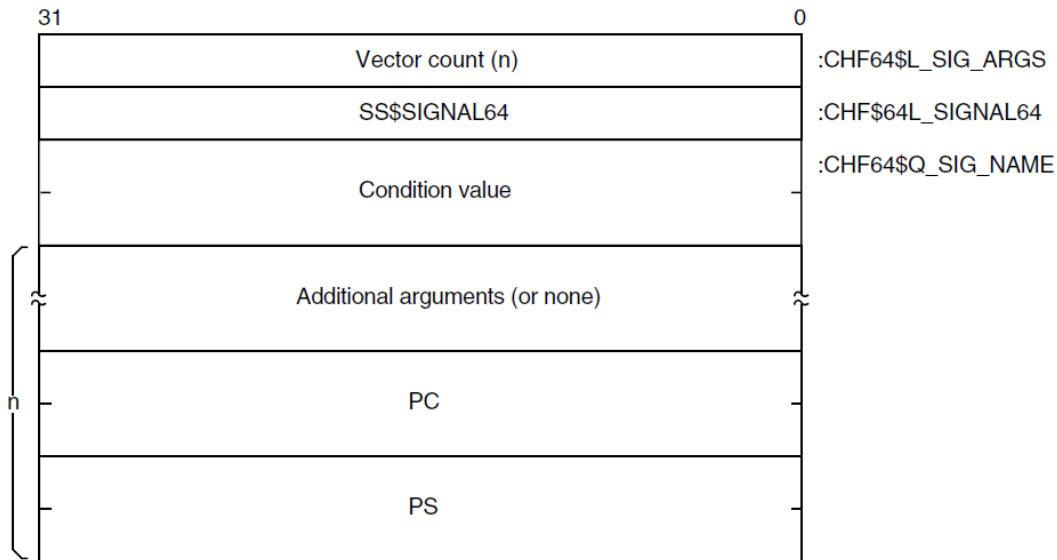 31 0
Vector count (n) :CHF64$L_SIG_ARGS
SS$SIGNAL64 :CHF$64L_SIGNAL64
:CHF64$Q_SIG_NAME
Condition value
Additional arguments (or none)
n PC
PS